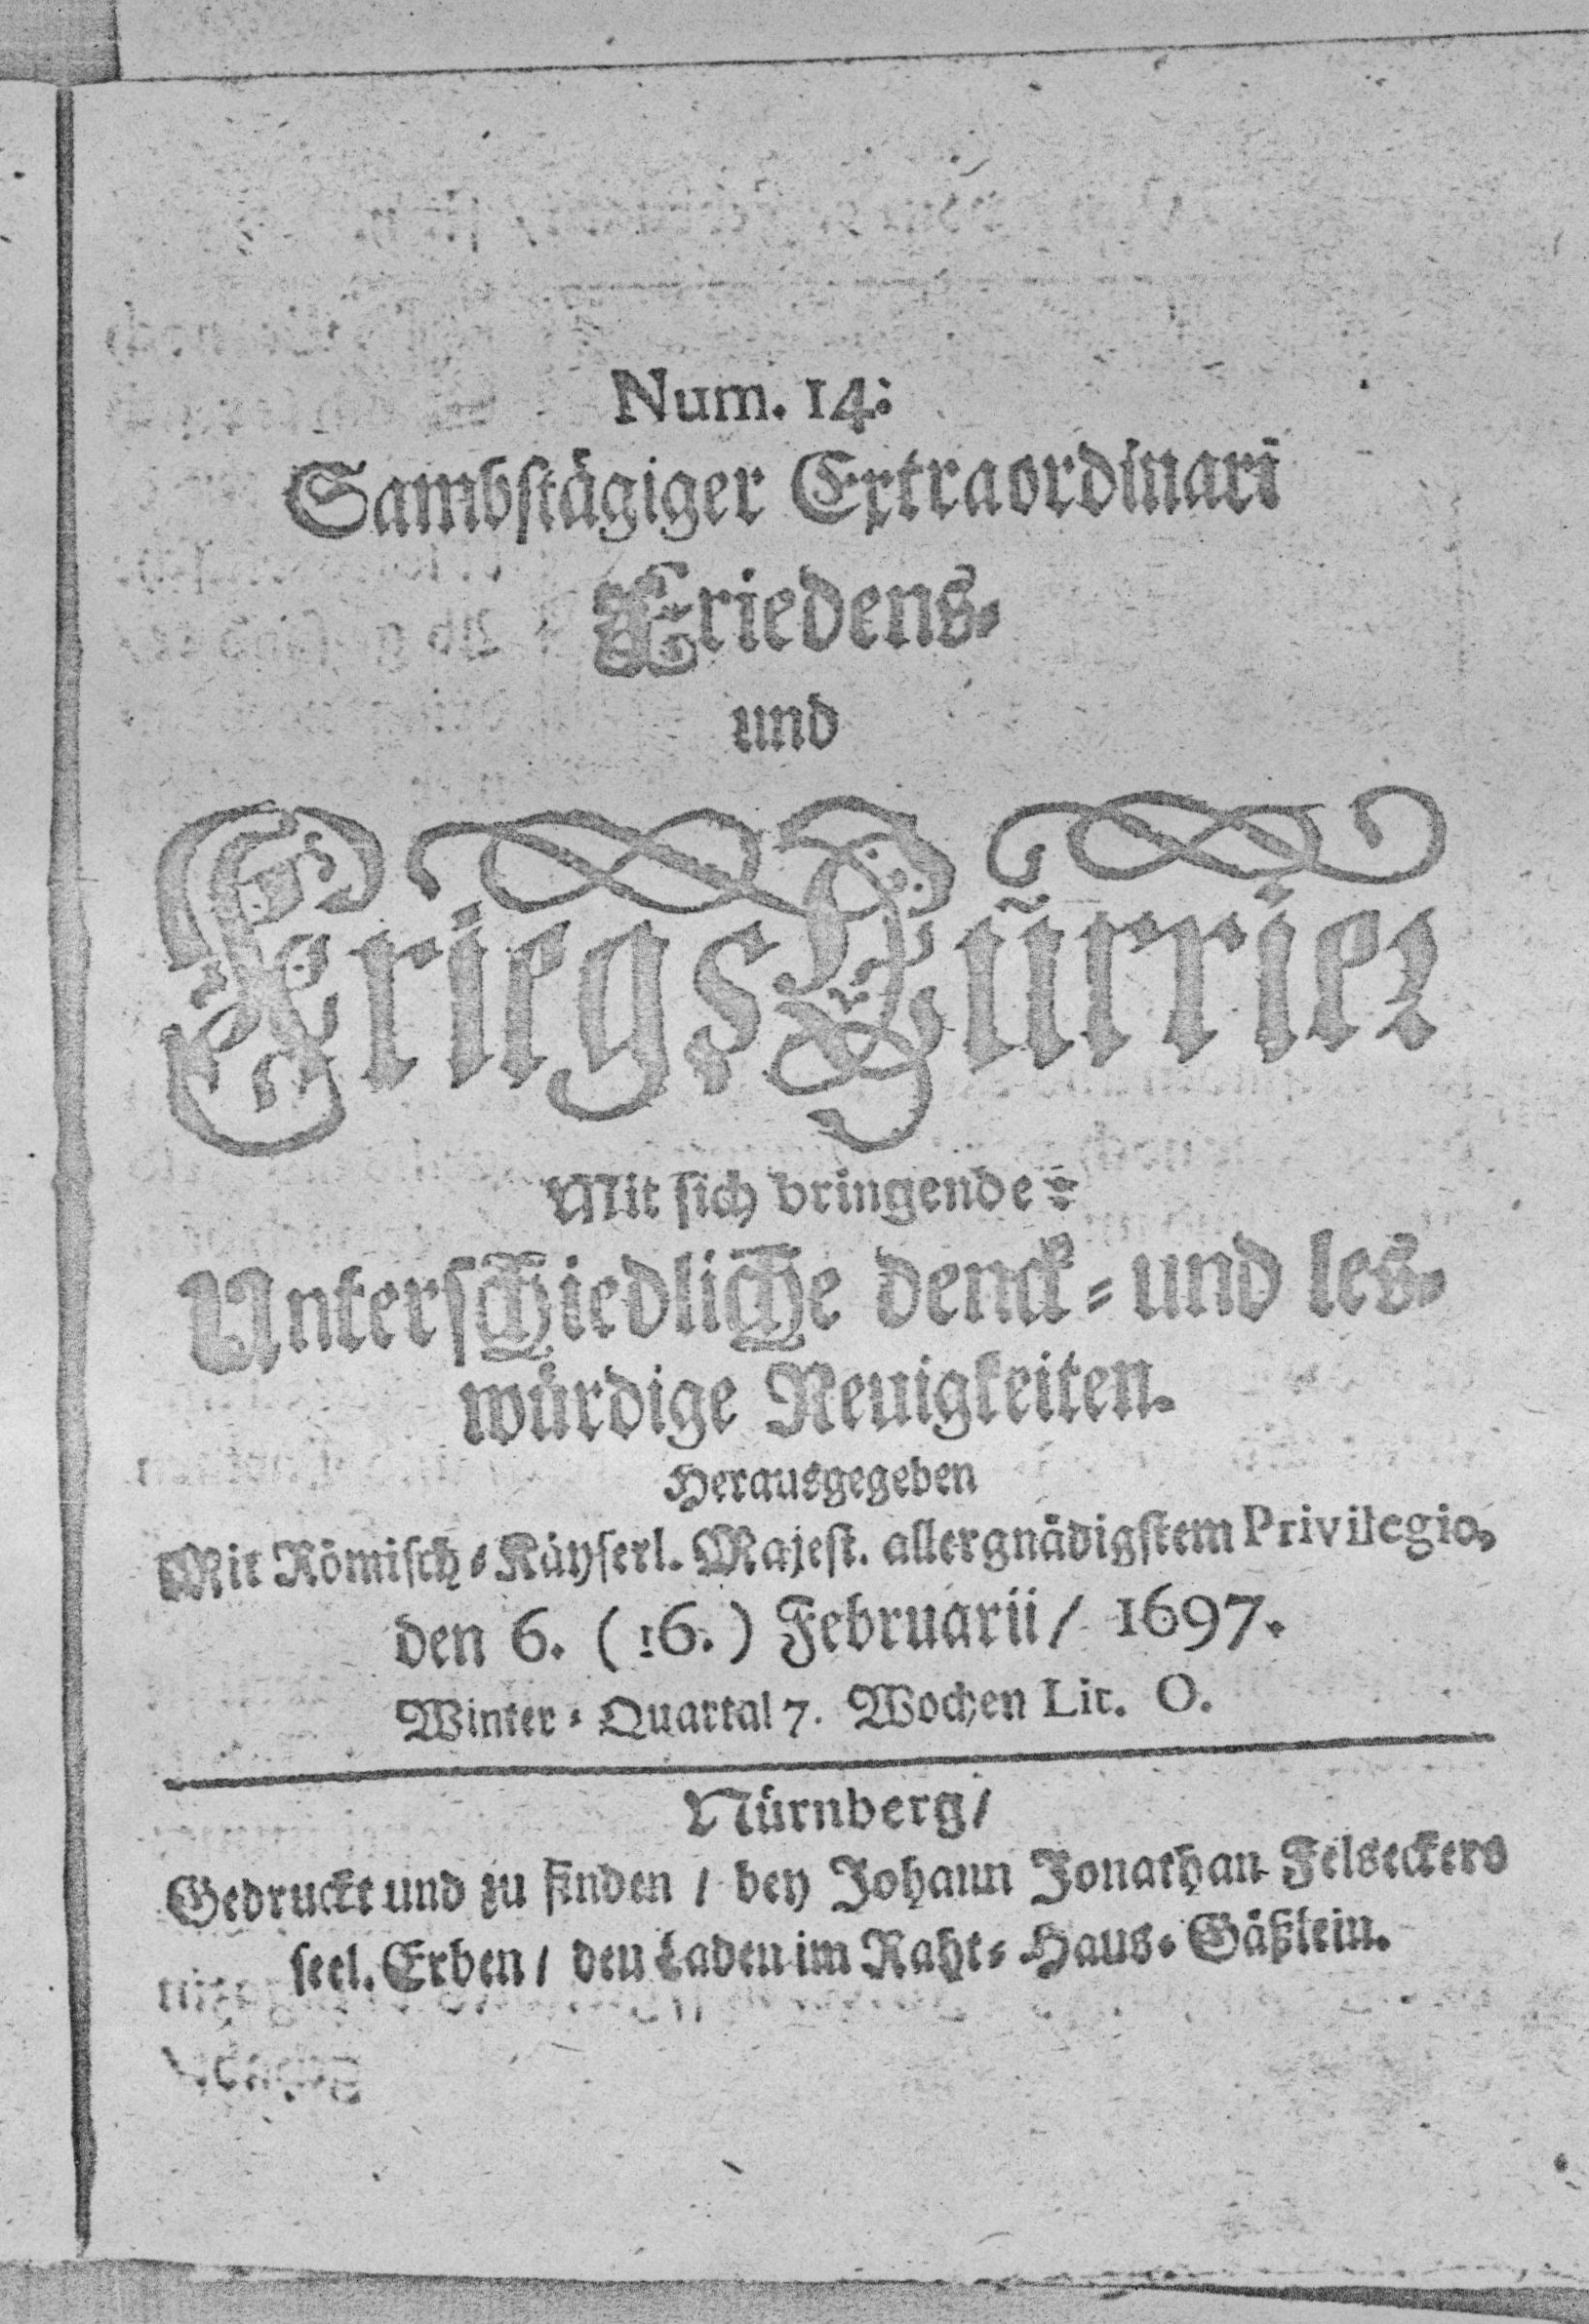 Num. 14:
Sambstägiger Extraordinari
Friedens-
und
Kriegs Currier
Mit sich bringende:
Unterschiedliche denck- und les-
würdige Neuigkeiten.
Herausgegeben
Mit Römisch-Käyserl. Majest. allergnädigstem Privilegio,
den 6. (16.) Februarii/ 1697.
Winter-Quartal 7. Wochen Lit. O.
Nürnberg/
Gedruckt und zu finden / bey Johann Jonathan Felseckers
seel. Erben / den Laden im Raht-Haus-Gäßlein.